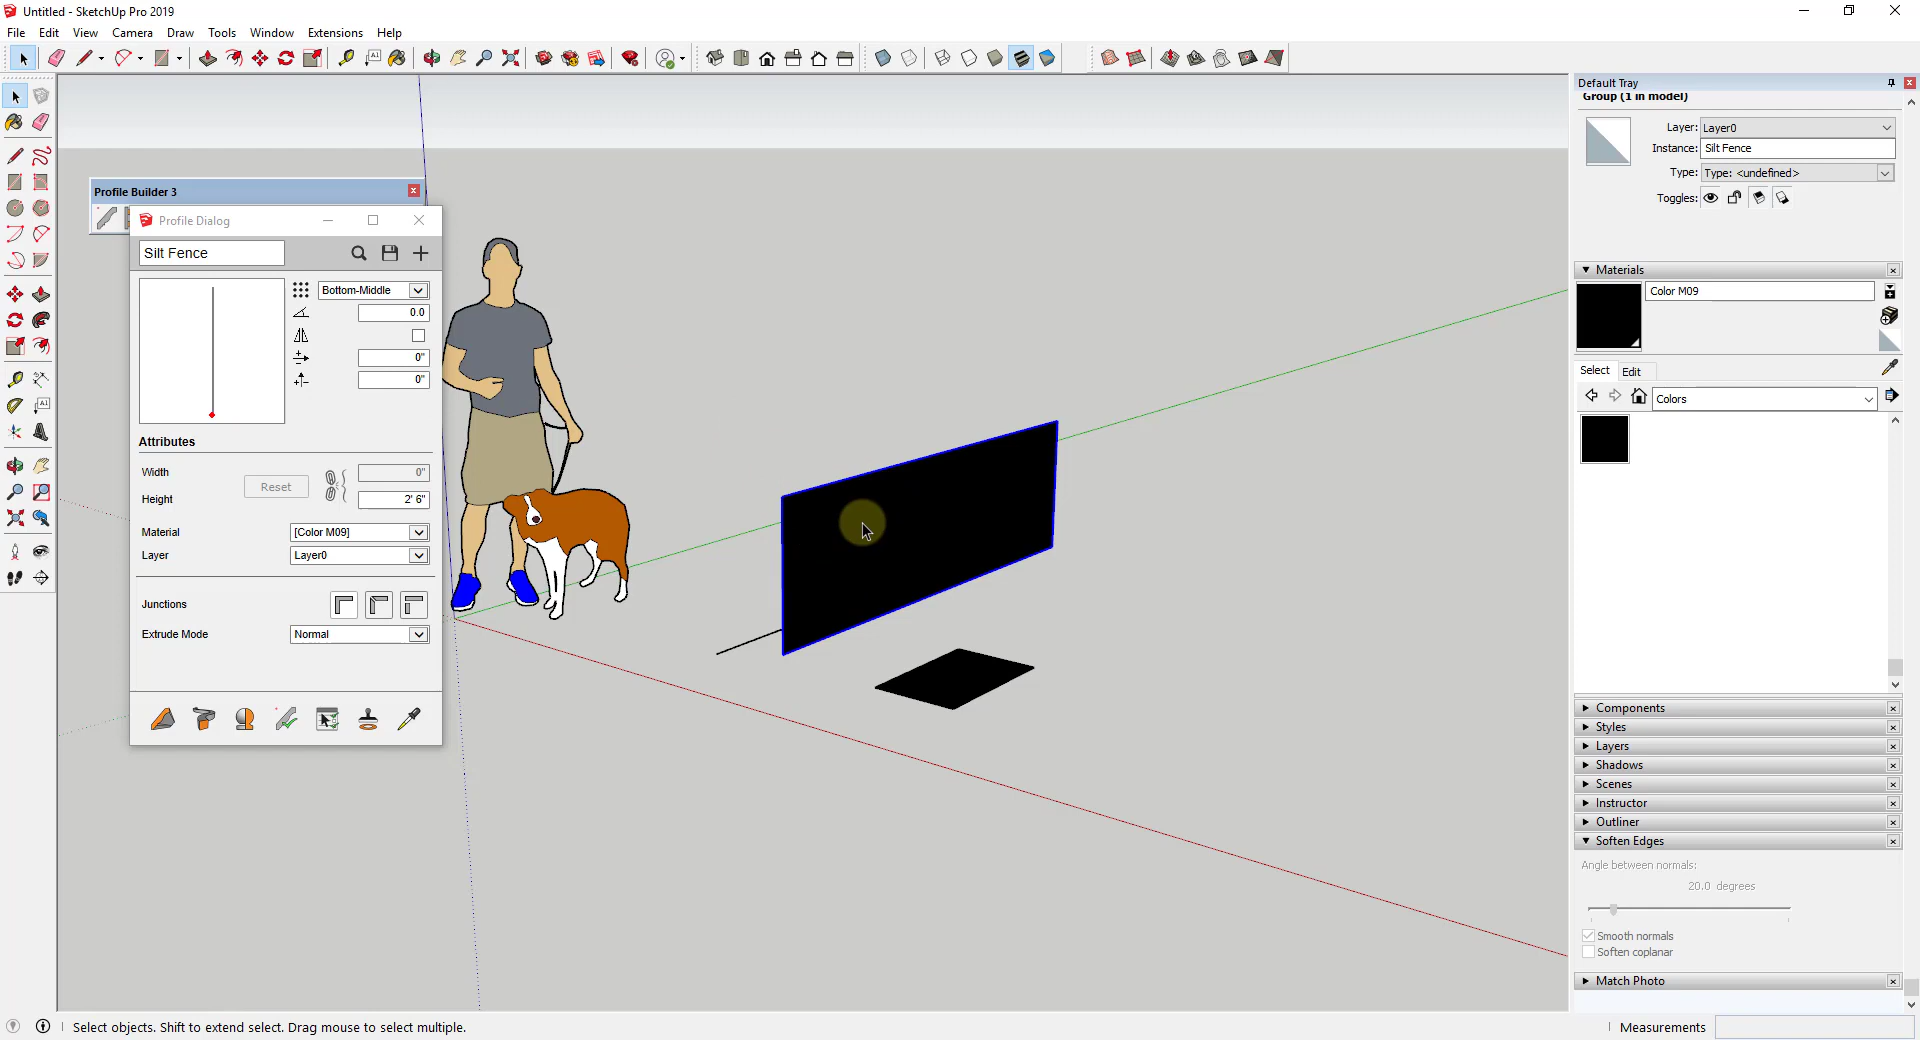 Untitled - SketchUp Pro 2019
File Edit View Camera Draw Tools Window Extensions Help
Default Tray
Group (1 in model)
Layer: Layer0
Instance: Silt Fence
Type: Type: <undefined>
Toggles:
Profile Builder 3
Profile Dialog
Silt Fence
Bottom-Middle
0.0
0"
0"
Attributes
Width 0"
Reset
Height 2' 6"
Material [Color M09]
Layer Layer0
Junctions
Extrude Mode Normal
Materials
Color M09
Select Edit
Colors
Components
Styles
Layers
Shadows
Scenes
Instructor
Outliner
Soften Edges
Angle between normals:
20.0 degrees
Smooth normals
Soften coplanar
Match Photo
Select objects. Shift to extend select. Drag mouse to select multiple.
Measurements